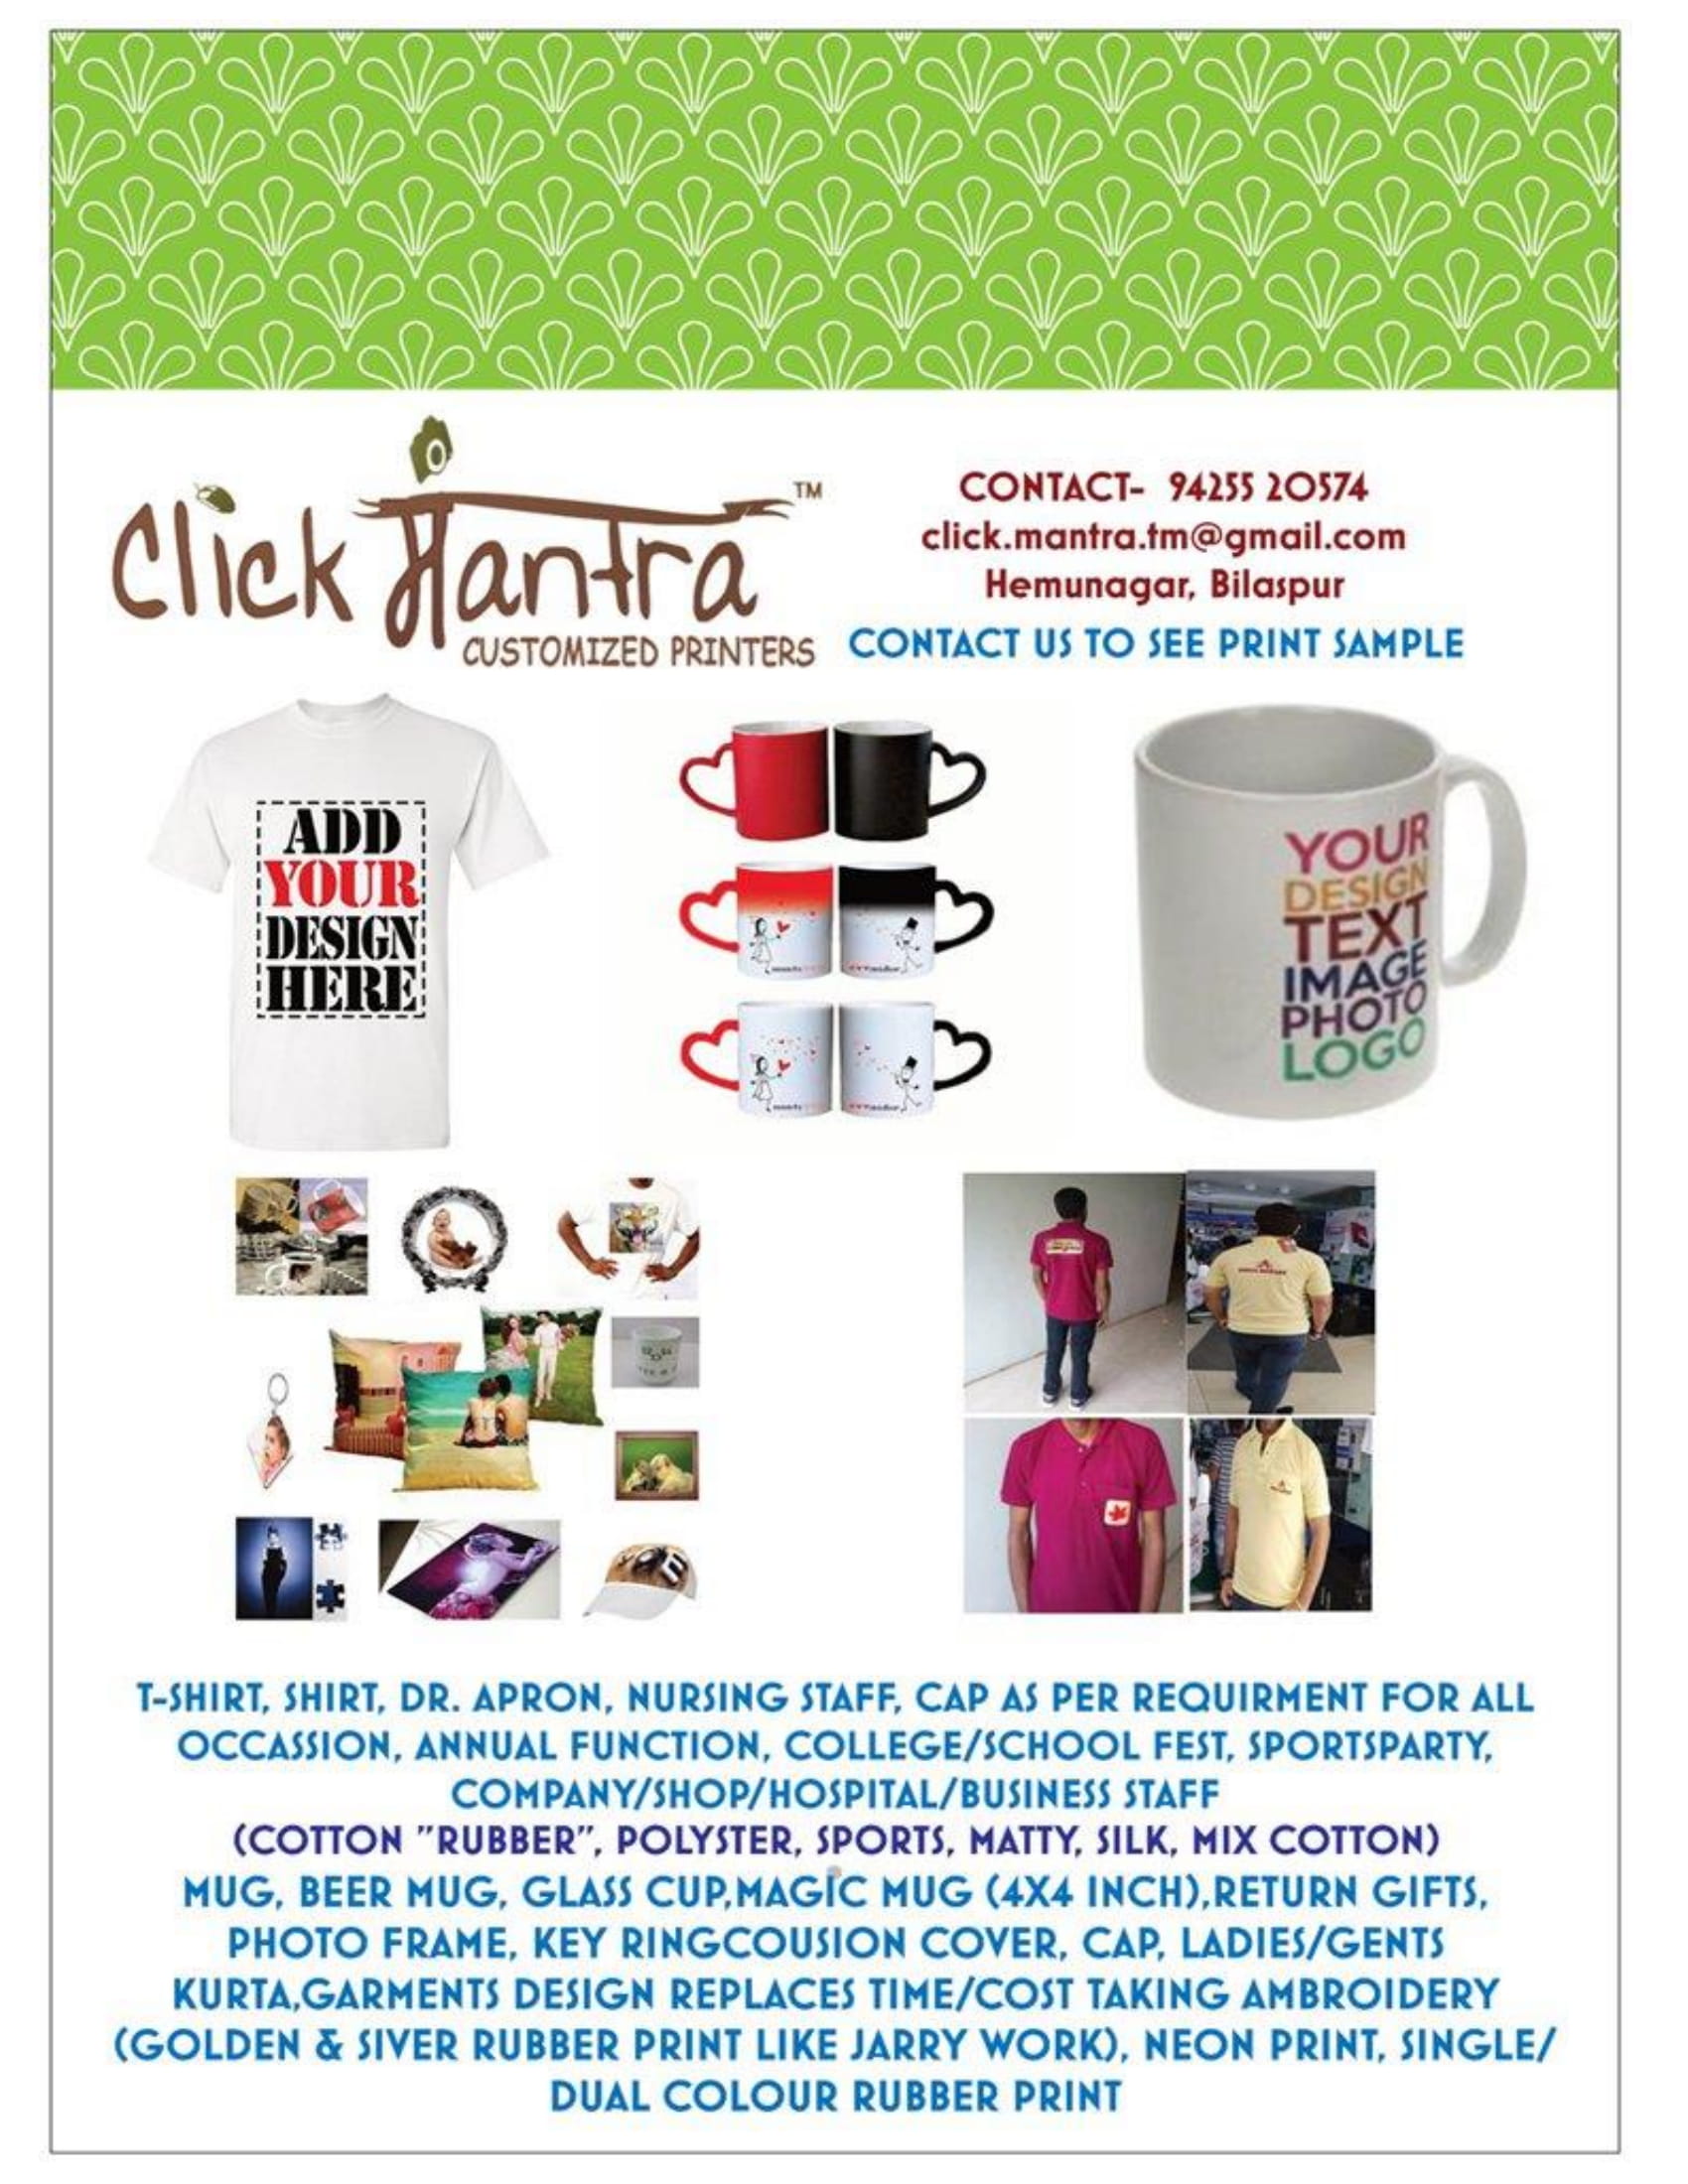 Click Mantra
TM
CUSTOMIZED PRINTERS
CONTACT- 94255 20574
click.mantra.tm@gmail.com
Hemunagar, Bilaspur
CONTACT US TO SEE PRINT SAMPLE
ADD
YOUR
DESIGN
HERE
YOUR
DESIGN
TEXT
IMAGE
PHOTO
LOGO
T-SHIRT, SHIRT, DR. APRON, NURSING STAFF, CAP AS PER REQUIRMENT FOR ALL
OCCASSION, ANNUAL FUNCTION, COLLEGE/SCHOOL FEST, SPORTSPARTY,
COMPANY/SHOP/HOSPITAL/BUSINESS STAFF
(COTTON "RUBBER", POLYSTER, SPORTS, MATTY, SILK, MIX COTTON)
MUG, BEER MUG, GLASS CUP,MAGIC MUG (4X4 INCH),RETURN GIFTS,
PHOTO FRAME, KEY RINGCOUSION COVER, CAP, LADIES/GENTS
KURTA,GARMENTS DESIGN REPLACES TIME/COST TAKING AMBROIDERY
(GOLDEN & SIVER RUBBER PRINT LIKE JARRY WORK), NEON PRINT, SINGLE/
DUAL COLOUR RUBBER PRINT